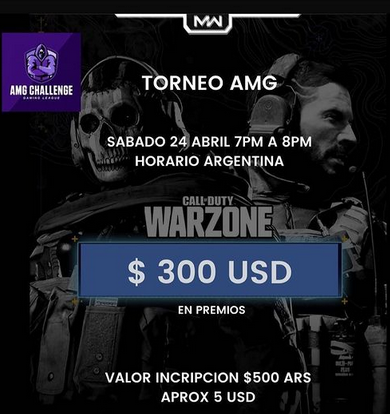 MW
AMG CHALLENGE
GAMING LEAGUE
TORNEO AMG
SABADO 24 ABRIL 7PM A 8PM
HORARIO ARGENTINA
CALL OF DUTY
WARZONE
$ 300 USD
EN PREMIOS
VALOR INCRIPCION $500 ARS
APROX 5 USD